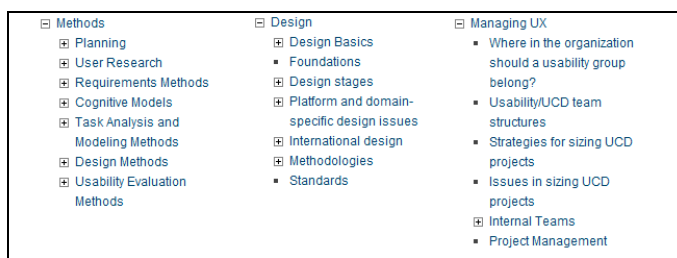 Methods
Planning
User Research
Requirements Methods
Cognitive Models
Task Analysis and
Modeling Methods
Design Methods
Usability Evaluation
Methods
Design
Design Basics
Foundations
Design stages
Platform and domain-
specific design issues
International design
Methodologies
Standards
Managing UX
Where in the organization
should a usability group
belong?
Usability/UCD team
structures
Strategies for sizing UCD
projects
Issues in sizing UCD
projects
Internal Teams
Project Management